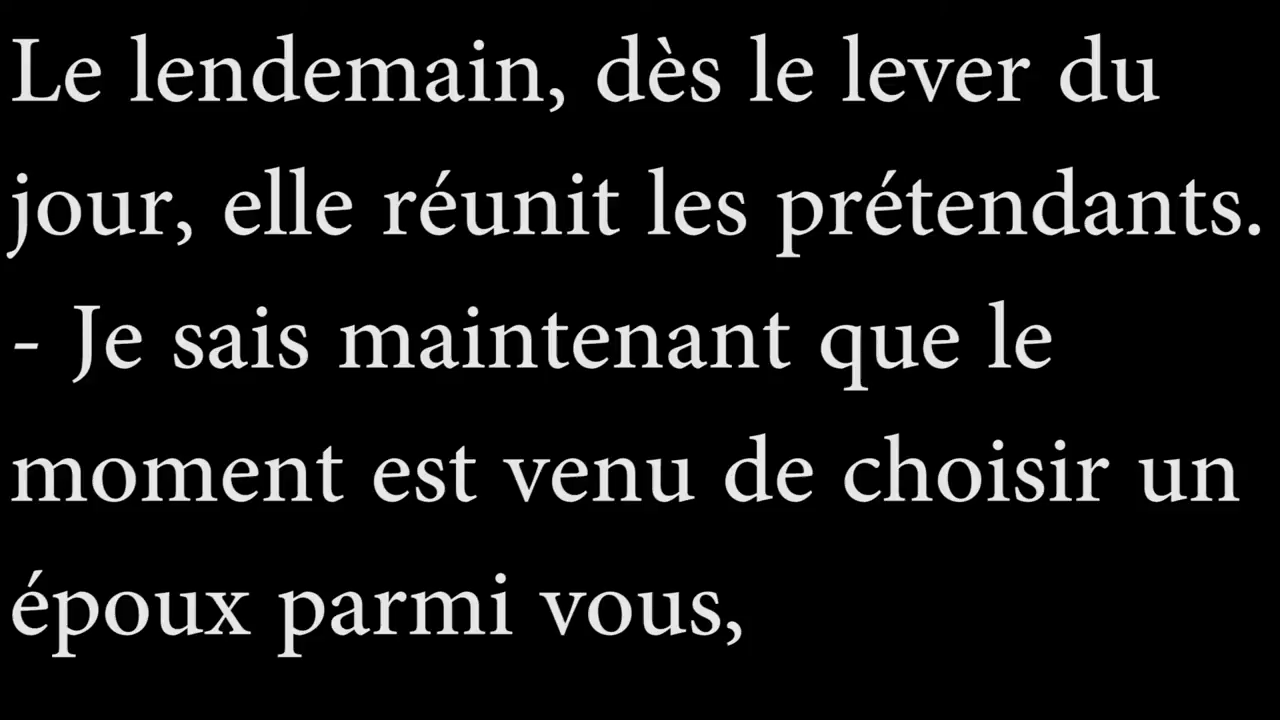 Le lendemain, dès le lever du
jour, elle réunit les prétendants.
- Je sais maintenant que le
moment est venu de choisir un
époux parmi vous,